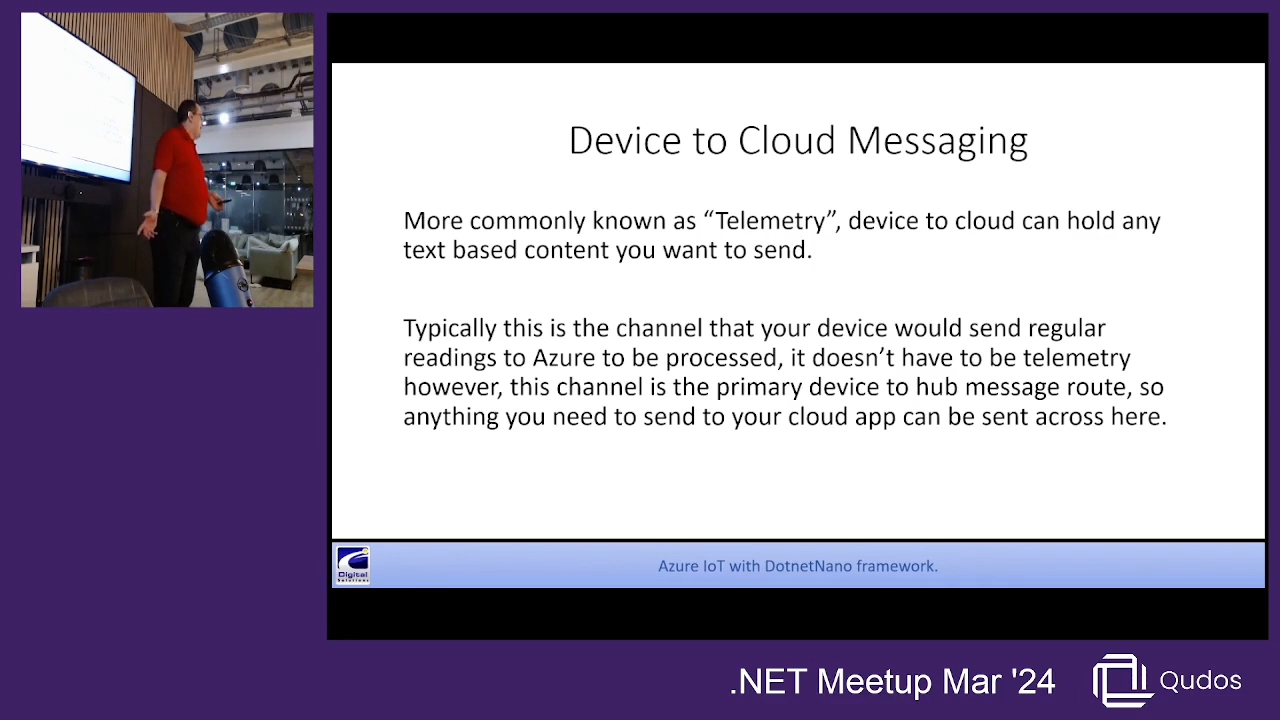 Device to Cloud Messaging
More commonly known as “Telemetry”, device to cloud can hold any
text based content you want to send.
Typically this is the channel that your device would send regular
readings to Azure to be processed, it doesn’t have to be telemetry
however, this channel is the primary device to hub message route, so
anything you need to send to your cloud app can be sent across here.
Digital
Solutions
Azure IoT with DotnetNano framework.
.NET Meetup Mar '24
Qudos